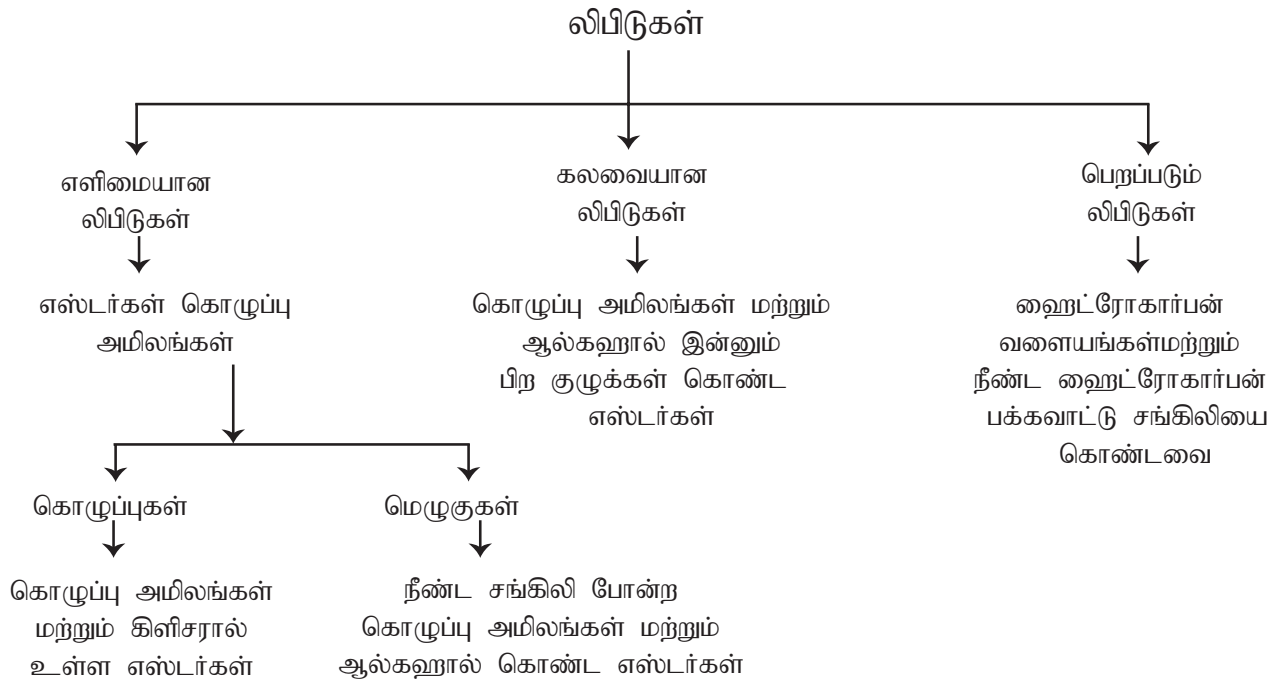 லிபிடுகள்
எளிமையான
லிபிடுகள்
கலவையான
லிபிடுகள்
பெறப்படும்
லிபிடுகள்
எஸ்டர்கள் கொழுப்பு
அமிலங்கள்
கொழுப்பு அமிலங்கள் மற்றும்
ஆல்கஹால் இன்னும்
பிற குழுக்கள் கொண்ட
எஸ்டர்கள்
ஹைட்ரோகார்பன்
வளையங்கள்மற்றும்
நீண்ட ஹைட்ரோகார்பன்
பக்கவாட்டு சங்கிலியை
கொண்டவை
கொழுப்புகள்
மெழுகுகள்
கொழுப்பு அமிலங்கள்
மற்றும் கிளிசரால்
உள்ள எஸ்டர்கள்
நீண்ட சங்கிலி போன்ற
கொழுப்பு அமிலங்கள் மற்றும்
ஆல்கஹால் கொண்ட எஸ்டர்கள்